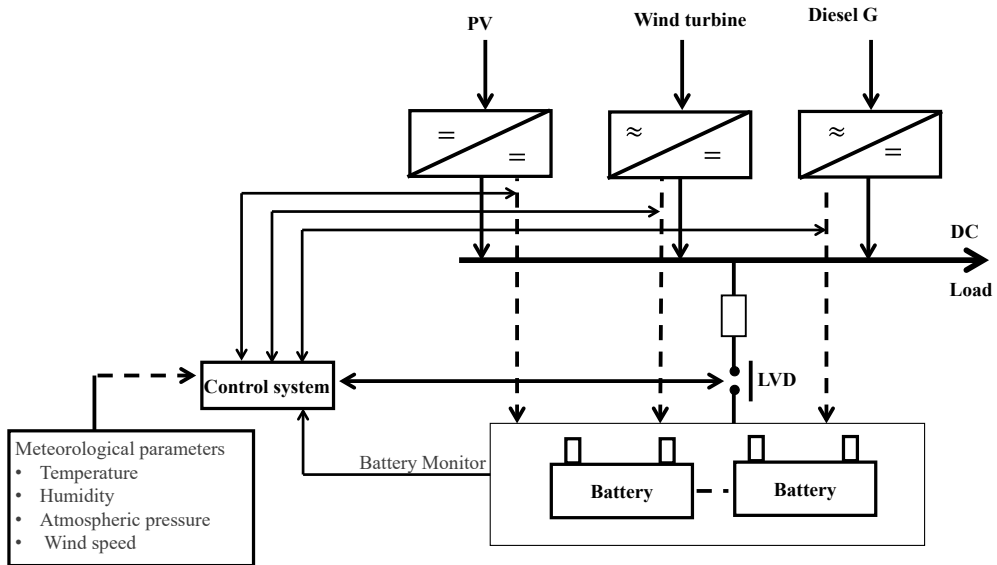 PV
Wind turbine
Diesel G
=
=
≈
=
≈
=
DC
Load
Control system
LVD
Meteorological parameters
• Temperature
• Humidity
• Atmospheric pressure
• Wind speed
Battery Monitor
Battery
Battery